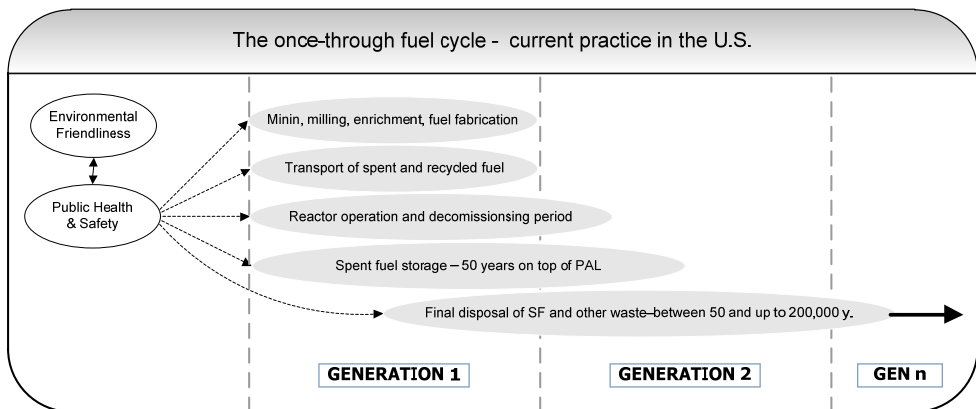 The once-through fuel cycle - current practice in the U.S.
Environmental
Friendliness
Public Health
& Safety
Minin, milling, enrichment, fuel fabrication
Transport of spent and recycled fuel
Reactor operation and decomissionsing period
Spent fuel storage – 50 years on top of PAL
Final disposal of SF and other waste–between 50 and up to 200,000 y.
GENERATION 1
GENERATION 2
GEN n